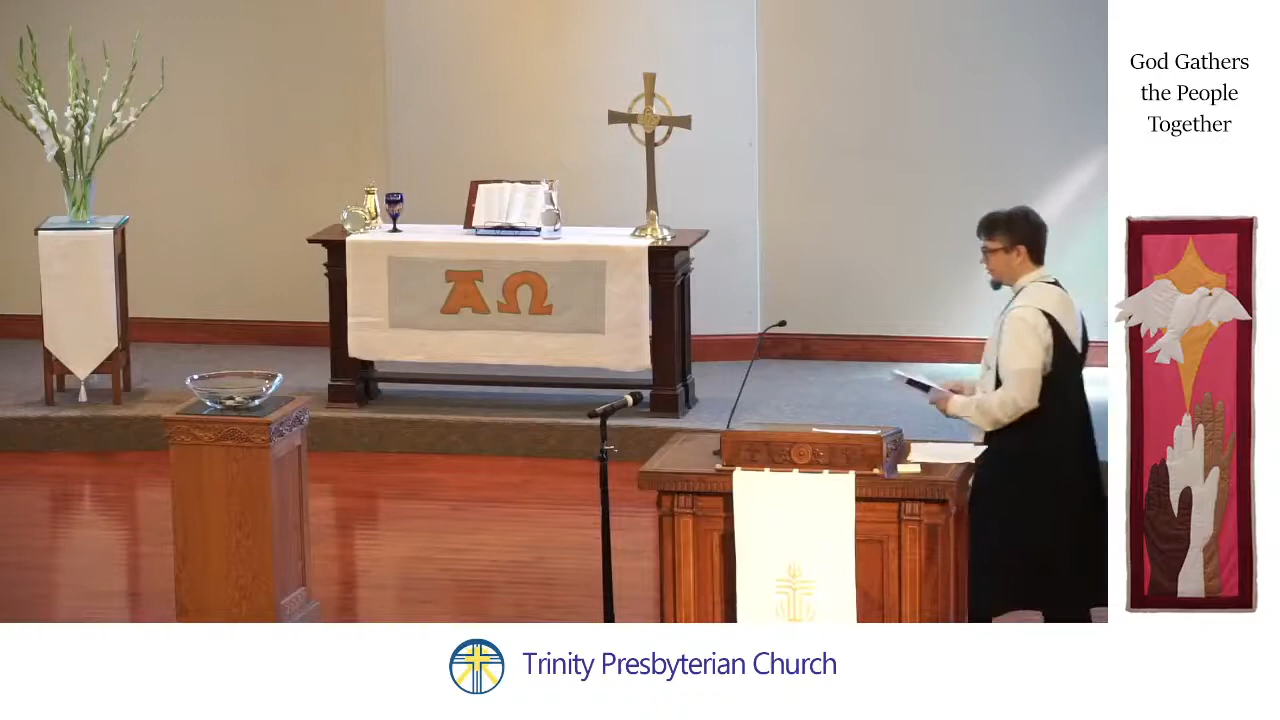 God Gathers
the People
Together
ΑΩ
Trinity Presbyterian Church